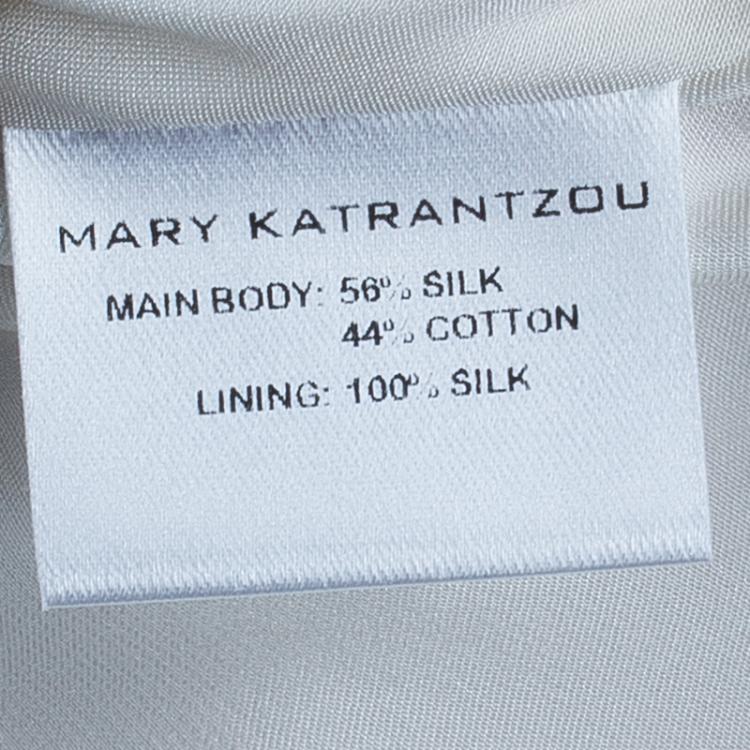 MARY KATRANTZOU
MAIN BODY: 56% SILK
44% COTTON
LINING: 100% SILK